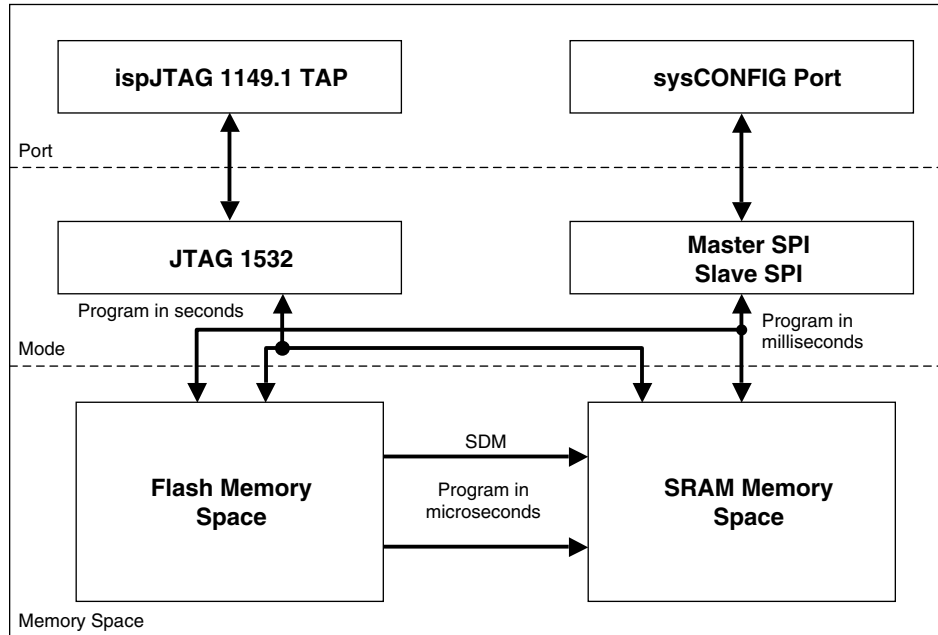 ispJTAG 1149.1 TAP
sysCONFIG Port
Port
JTAG 1532
Master SPI
Slave SPI
Program in seconds
Program in
milliseconds
Mode
SDM
Flash Memory
Space
Program in
microseconds
SRAM Memory
Space
Memory Space